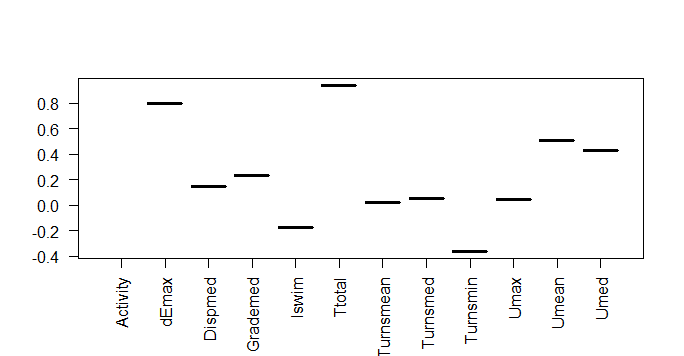 0.8
0.6
0.4
0.2
0.0
-0.2
-0.4
Activity
dEmax
Dispmed
Grademed
Iswim
Ttotal
Turnsmean
Turnsmed
Turnsmin
Umax
Umean
Umed